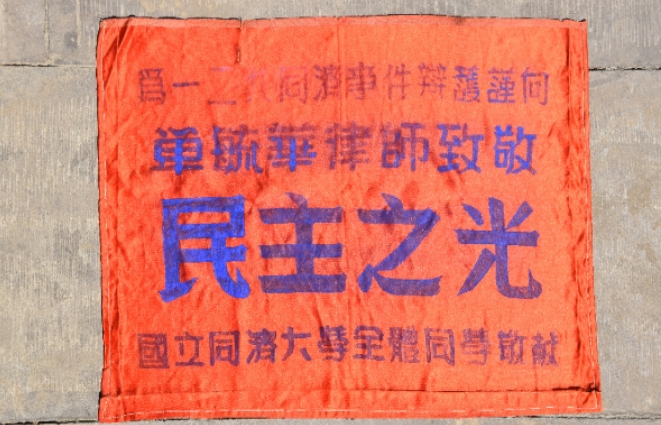 爲一二九同濟事件辯護謹向
單毓華律師致敬
民主之光
國立同濟大學全體同學敬獻